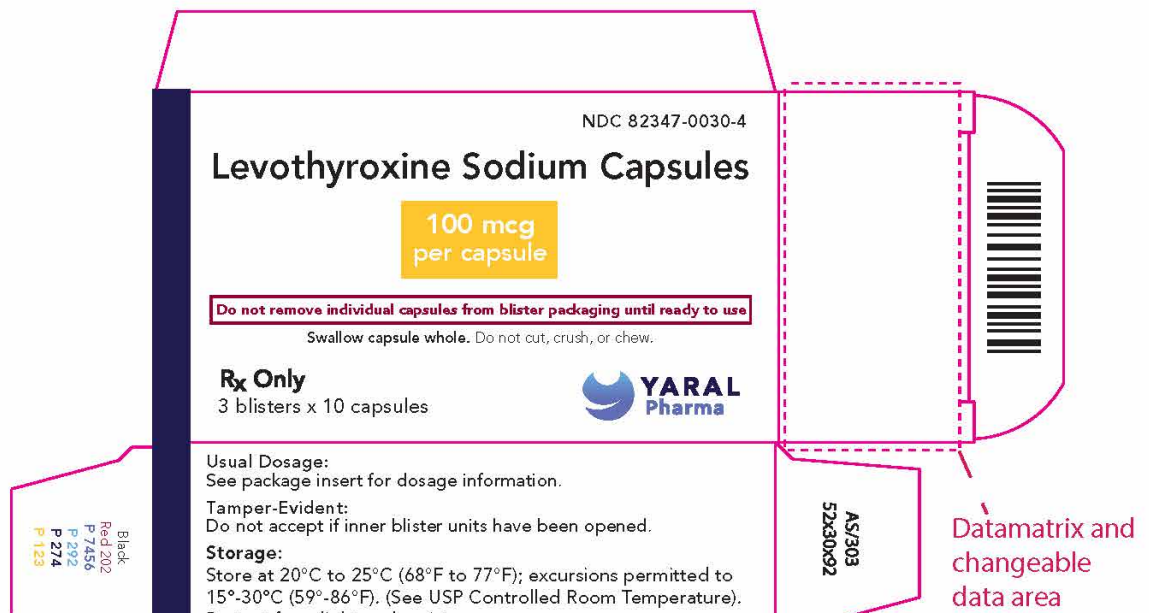 NDC 82347-0030-4
Levothyroxine Sodium Capsules
100 mcg
per capsule
Do not remove individual capsules from blister packaging until ready to use
Swallow capsule whole. Do not cut, crush, or chew.
Rx Only
3 blisters x 10 capsules
YARAL
Pharma
Usual Dosage:
See package insert for dosage information.
Tamper-Evident:
Do not accept if inner blister units have been opened.
Storage:
Store at 20°C to 25°C (68°F to 77°F); excursions permitted to
15°-30°C (59°-86°F). (See USP Controlled Room Temperature).
Black
Red 202
P 7456
P 292
P 274
P 123
AS/303
52x30x92
Datamatrix and
changeable
data area